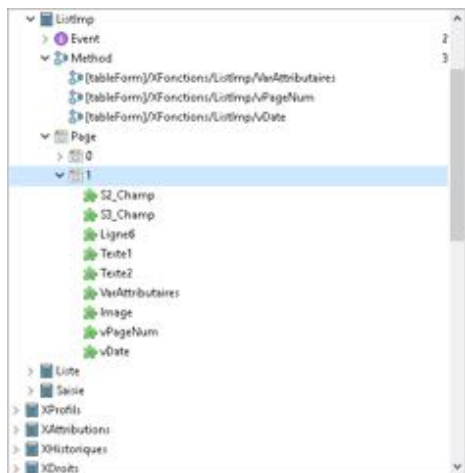 ListImp
Event 2
Method 3
[tableForm]/XFonctions/ListImp/VarAttributaires
[tableForm]/XFonctions/ListImp/vPageNum
[tableForm]/XFonctions/ListImp/vDate
Page
0
1
S2_Champ
S3_Champ
Ligne6
Texte1
Texte2
VarAttributaires
Image
vPageNum
vDate
Liste
Saisie
XProfils
XAttributions
XHistoriques
XDroits